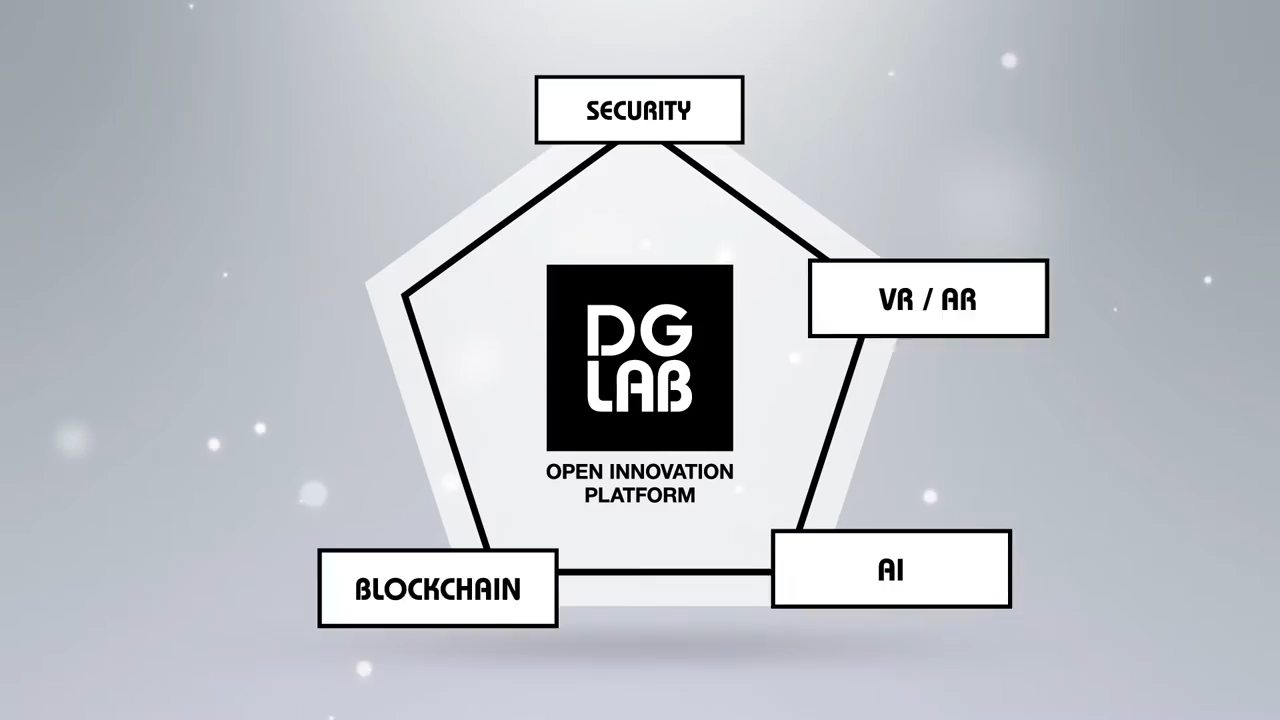 SECURITY
VR / AR
DG
LAB
OPEN INNOVATION
PLATFORM
AI
BLOCKCHAIN